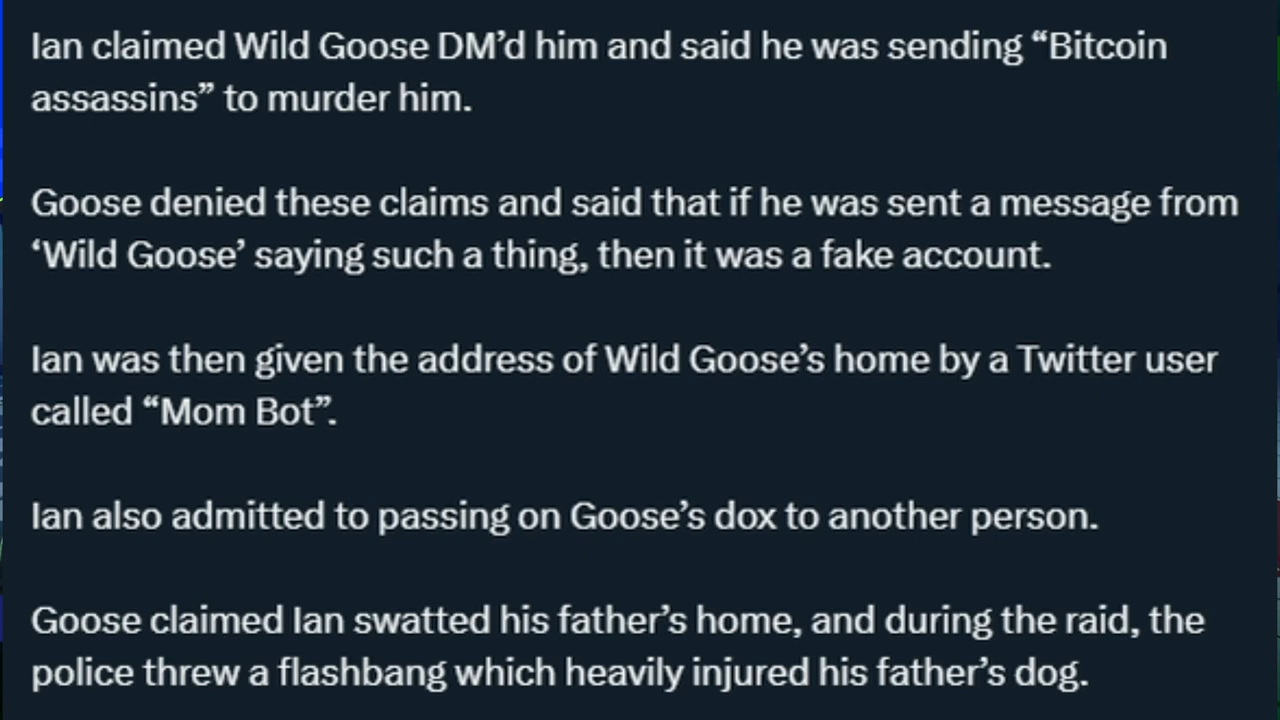 Ian claimed Wild Goose DM’d him and said he was sending “Bitcoin
assassins” to murder him.
Goose denied these claims and said that if he was sent a message from
‘Wild Goose’ saying such a thing, then it was a fake account.
Ian was then given the address of Wild Goose’s home by a Twitter user
called “Mom Bot”.
Ian also admitted to passing on Goose’s dox to another person.
Goose claimed Ian swatted his father’s home, and during the raid, the
police threw a flashbang which heavily injured his father’s dog.